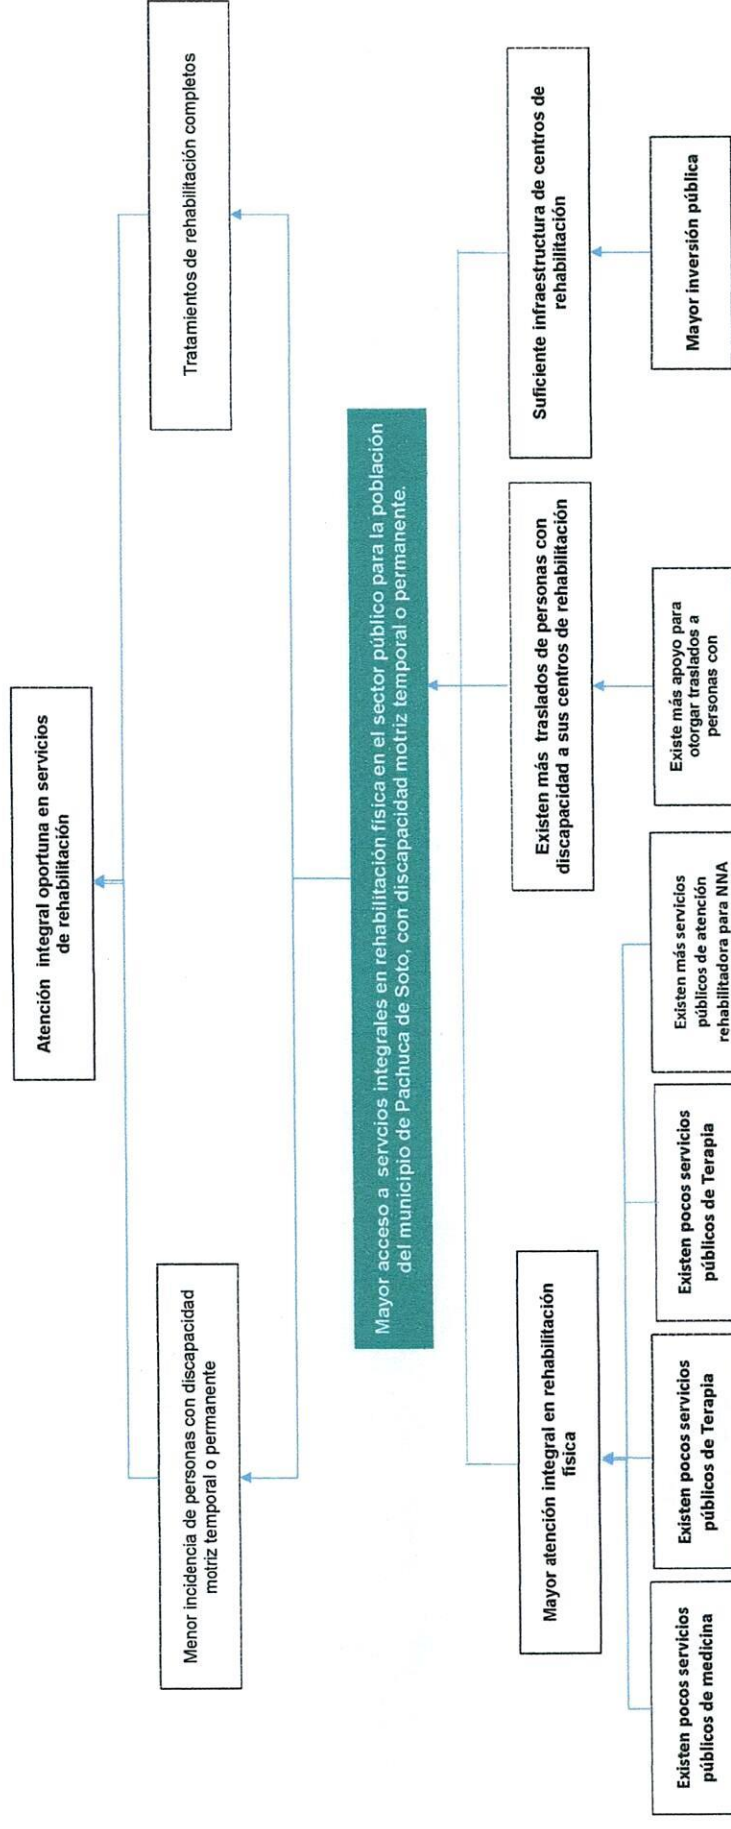 Atención  integral oportuna en servicios
de rehabilitación
Menor incidencia de personas con discapacidad
motriz temporal o permanente
Tratamientos de rehabilitación completos
Mayor acceso a  servcios integrales en rehabilitación física en el sector público para la población
del municipio de Pachuca de Soto, con discapacidad motriz temporal o permanente.
Mayor atención integral en rehabilitación
física
Existen más  traslados de personas con
discapacidad a sus centros de rehabilitación
Suficiente infraestructura de centros de
rehabilitación
Existen pocos servicios
públicos de medicina
Existen pocos servicios
públicos de Terapia
Existen pocos servicios
públicos de Terapia
Existen más servicios
públicos de atención
rehabilitadora para NNA
Existe más apoyo para
otorgar traslados a
personas con
Mayor inversión pública